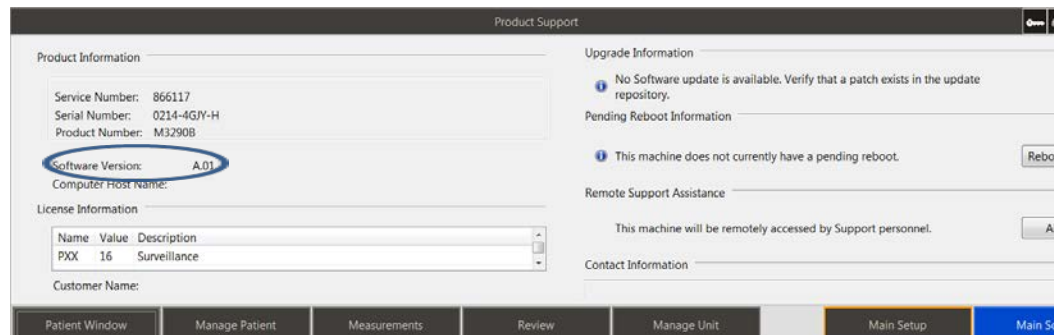 Product Support
Product Information
Service Number: 866117
Serial Number: 0214-4GJY-H
Product Number: M3290B
Software Version: A.01
Computer Host Name:
License Information
Name Value Description
PXX 16 Surveillance
Customer Name:
Upgrade Information
No Software update is available. Verify that a patch exists in the update
repository.
Pending Reboot Information
This machine does not currently have a pending reboot.
Rebo
Remote Support Assistance
This machine will be remotely accessed by Support personnel.
A
Contact Information
Patient Window Manage Patient Measurements Review Manage Unit Main Setup Main Sc